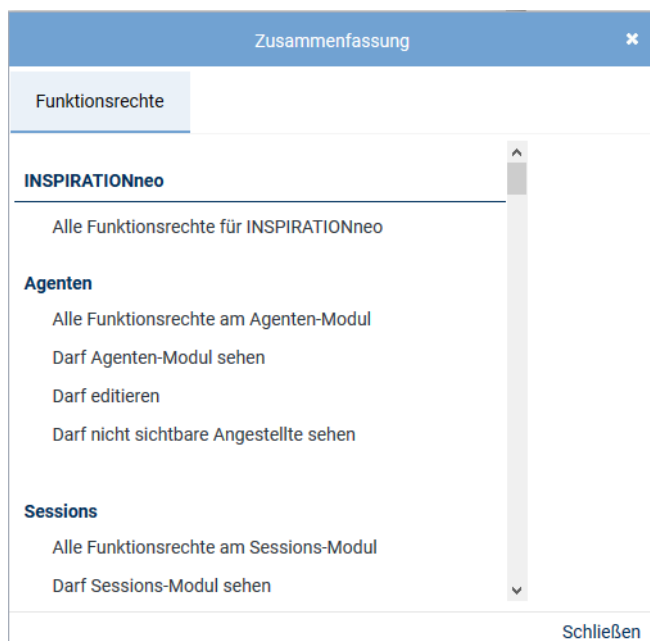 Zusammenfassung
Funktionsrechte
INSPIRATIONneo
Alle Funktionsrechte für INSPIRATIONneo
Agenten
Alle Funktionsrechte am Agenten-Modul
Darf Agenten-Modul sehen
Darf editieren
Darf nicht sichtbare Angestellte sehen
Sessions
Alle Funktionsrechte am Sessions-Modul
Darf Sessions-Modul sehen
Schließen